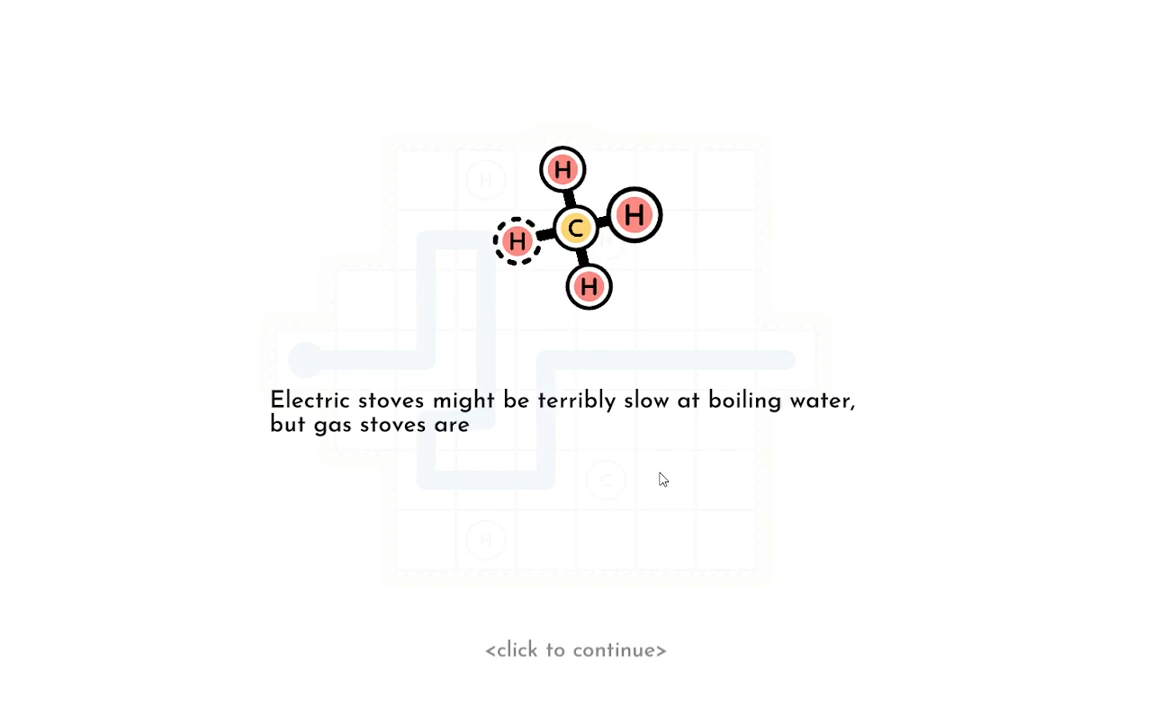 H
H
C
H
H
Electric stoves might be terribly slow at boiling water,
but gas stoves are
H
C
H
<click to continue>